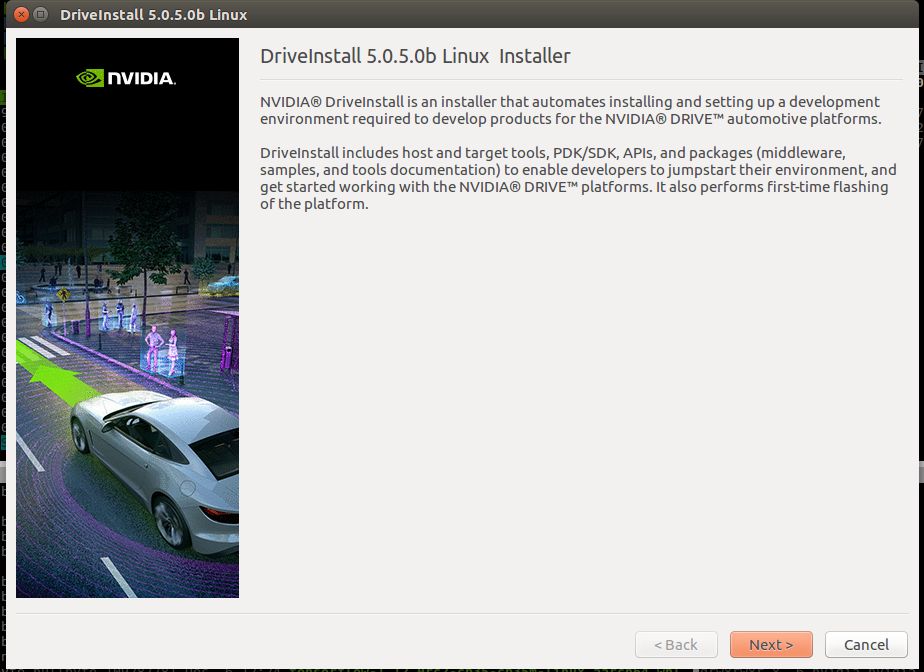 DriveInstall 5.0.5.0b Linux
NVIDIA.
DriveInstall 5.0.5.0b Linux  Installer
NVIDIA® DriveInstall is an installer that automates installing and setting up a development
environment required to develop products for the NVIDIA® DRIVE™ automotive platforms.
DriveInstall includes host and target tools, PDK/SDK, APIs, and packages (middleware,
samples, and tools documentation) to enable developers to jumpstart their environment, and
get started working with the NVIDIA® DRIVE™ platforms. It also performs first-time flashing
of the platform.
< Back
Next >
Cancel